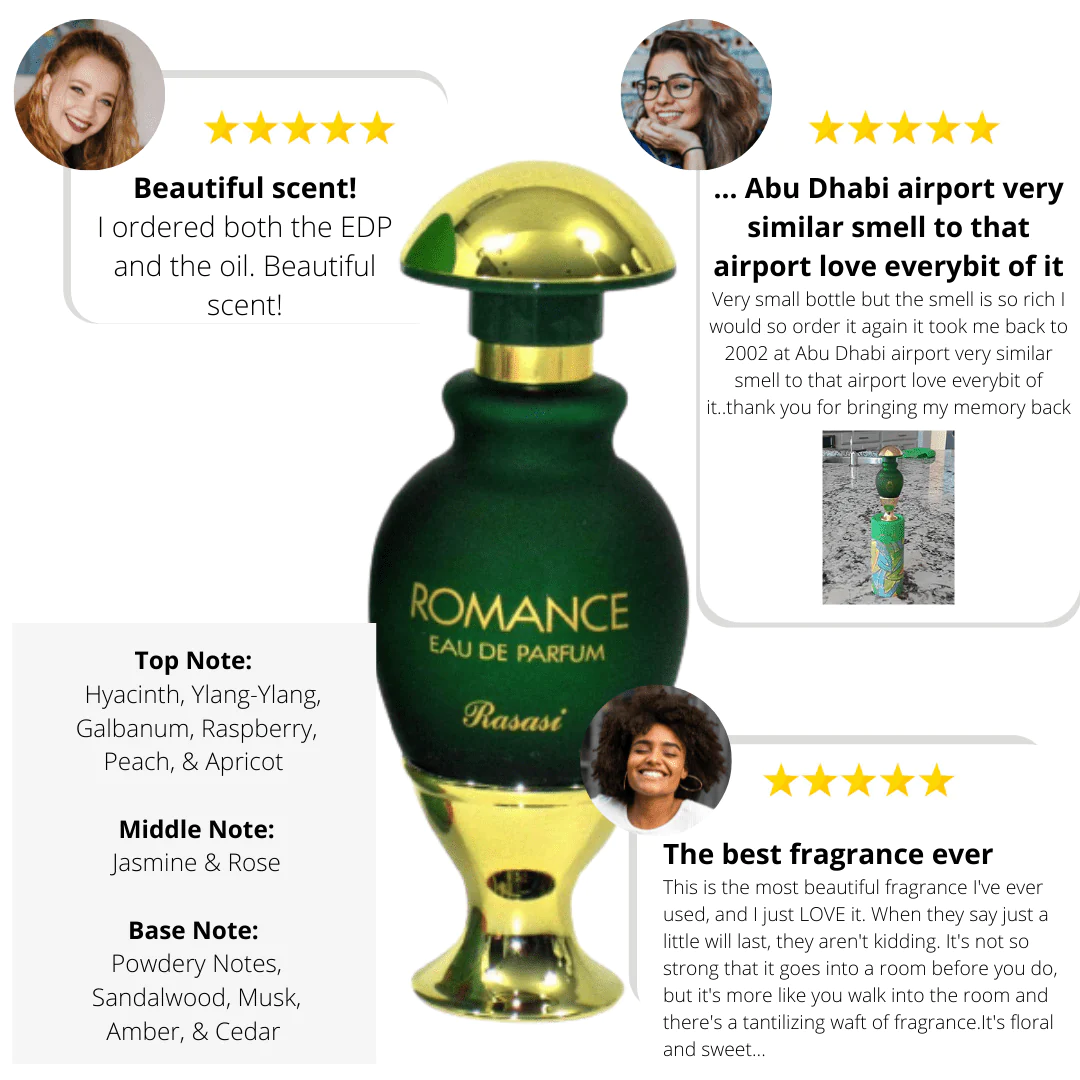 Beautiful scent!
I ordered both the EDP
and the oil. Beautiful
scent!
... Abu Dhabi airport very
similar smell to that
airport love everybit of it
Very small bottle but the smell is so rich I
would so order it again it took me back to
2002 at Abu Dhabi airport very similar
smell to that airport love everybit of
it..thank you for bringing my memory back
ROMANCE
EAU DE PARFUM
Rasasi
Top Note:
Hyacinth, Ylang-Ylang,
Galbanum, Raspberry,
Peach, & Apricot
Middle Note:
Jasmine & Rose
Base Note:
Powdery Notes,
Sandalwood, Musk,
Amber, & Cedar
The best fragrance ever
This is the most beautiful fragrance I've ever
used, and I just LOVE it. When they say just a
little will last, they aren't kidding. It's not so
strong that it goes into a room before you do,
but it's more like you walk into the room and
there's a tantilizing waft of fragrance.It's floral
and sweet...